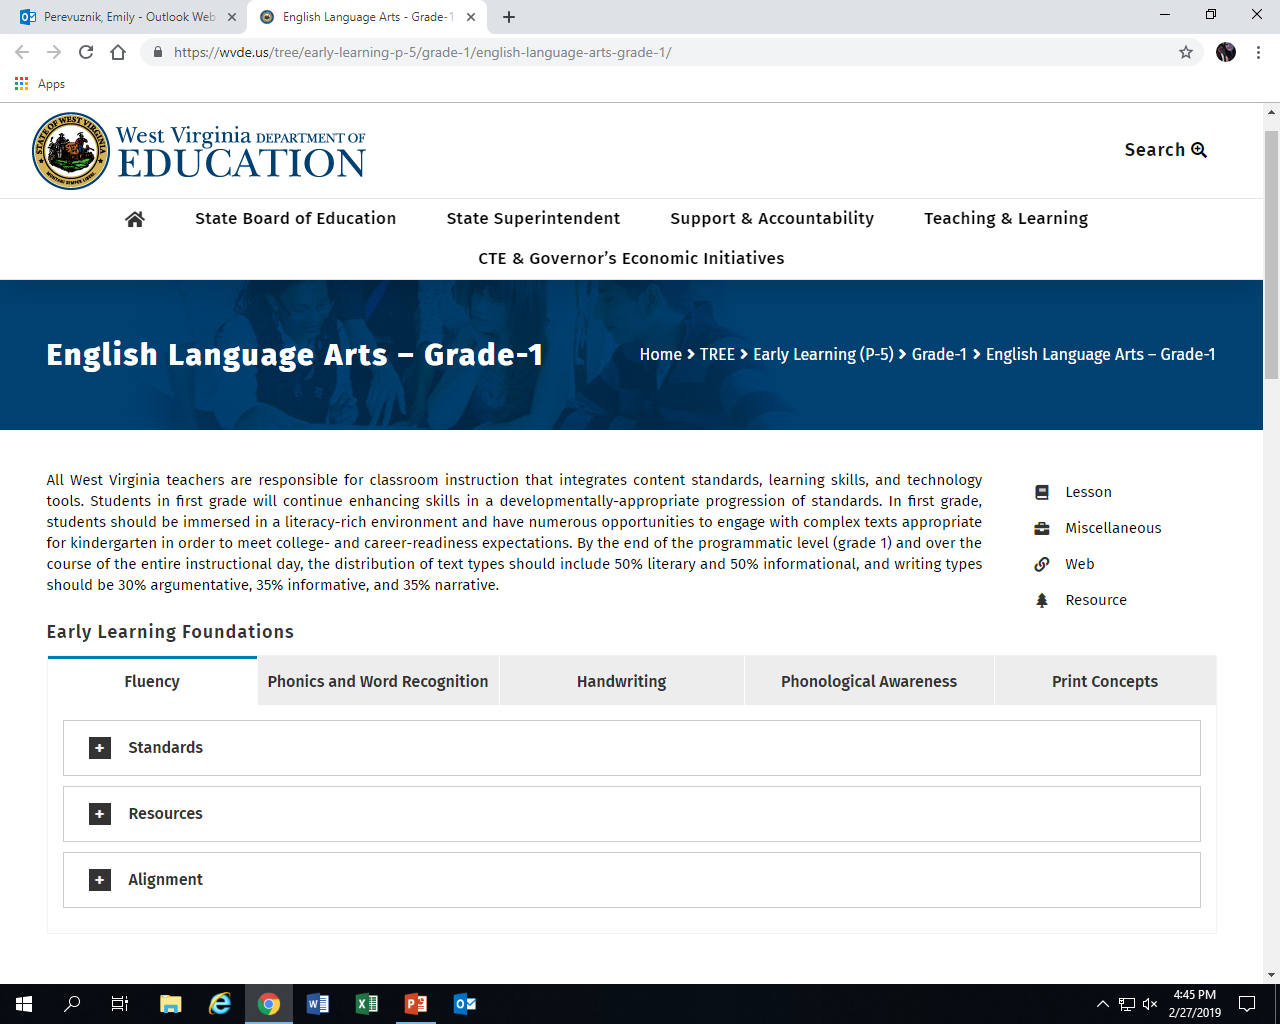 Perevuznik, Emily - Outlook Web
English Language Arts - Grade-1
https://wvde.us/tree/early-learning-p-5/grade-1/english-language-arts-grade-1/
Apps
STATE OF WEST VIRGINIA
MONTANI SEMPER LIBERI
West Virginia DEPARTMENT OF
EDUCATION
Search
State Board of Education State Superintendent Support & Accountability Teaching & Learning
CTE & Governor’s Economic Initiatives
English Language Arts – Grade-1
Home > TREE > Early Learning (P-5) > Grade-1 > English Language Arts – Grade-1
All West Virginia teachers are responsible for classroom instruction that integrates content standards, learning skills, and technology
tools. Students in first grade will continue enhancing skills in a developmentally-appropriate progression of standards. In first grade,
students should be immersed in a literacy-rich environment and have numerous opportunities to engage with complex texts appropriate
for kindergarten in order to meet college- and career-readiness expectations. By the end of the programmatic level (grade 1) and over the
course of the entire instructional day, the distribution of text types should include 50% literary and 50% informational, and writing types
should be 30% argumentative, 35% informative, and 35% narrative.
Lesson
Miscellaneous
Web
Resource
Early Learning Foundations
Fluency Phonics and Word Recognition Handwriting Phonological Awareness Print Concepts
Standards
Resources
Alignment
4:45 PM
2/27/2019